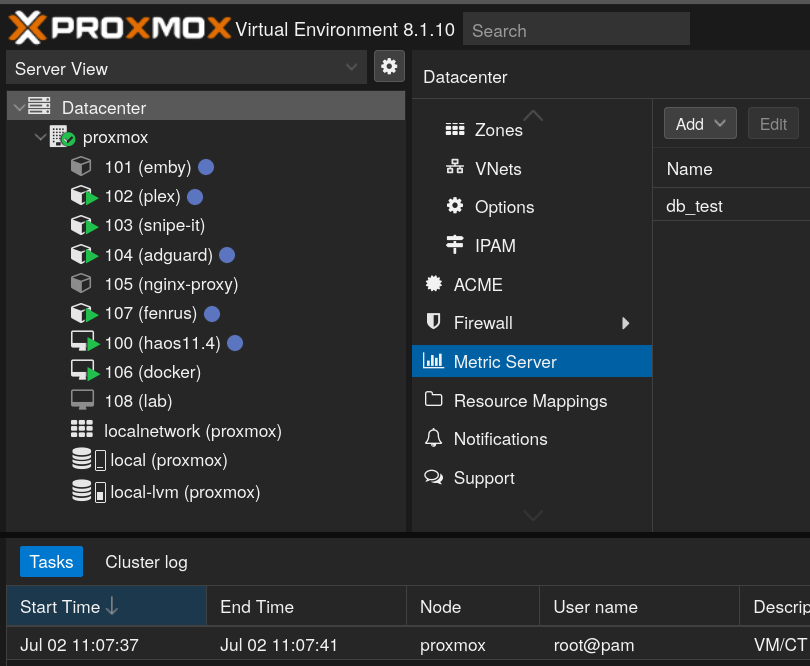 PROXMOX Virtual Environment 8.1.10 Search
Server View
Datacenter
proxmox
101 (emby)
102 (plex)
103 (snipe-it)
104 (adguard)
105 (nginx-proxy)
107 (fenrus)
100 (haos11.4)
106 (docker)
108 (lab)
localnetwork (proxmox)
local (proxmox)
local-lvm (proxmox)
Datacenter
Zones
VNets
Options
IPAM
ACME
Firewall
Metric Server
Resource Mappings
Notifications
Support
Add Edit
Name
db_test
Tasks Cluster log
Start Time End Time Node User name Descrip
Jul 02 11:07:37 Jul 02 11:07:41 proxmox root@pam VM/CT